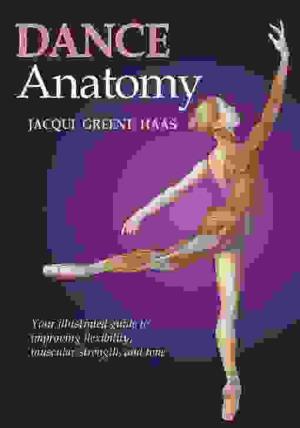 DANCE
Anatomy
JACQUI GREENE HAAS
Your illustrated guide to
improving flexibility,
muscular strength, and tone